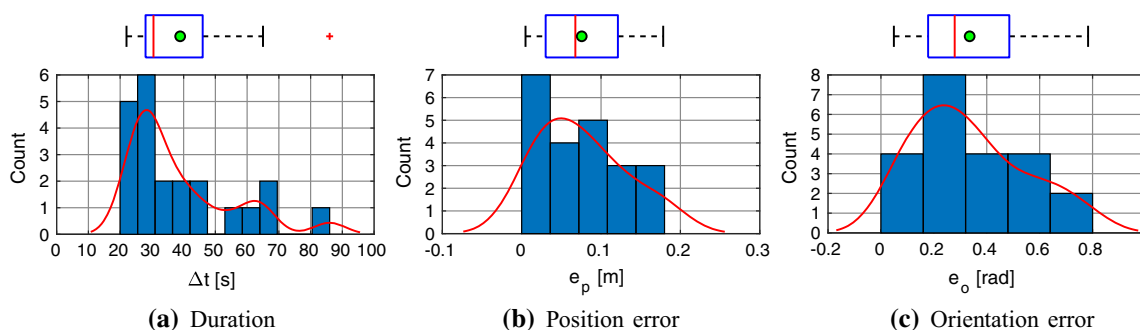 Count
6
5
4
3
2
1
0
0 10 20 30 40 50 60 70 80 90 100
Δt [s]
(a) Duration
Count
7
6
5
4
3
2
1
0
-0.1 0 0.1 0.2 0.3
e_p [m]
(b) Position error
Count
8
7
6
5
4
3
2
1
0
-0.2 0 0.2 0.4 0.6 0.8
e_o [rad]
(c) Orientation error